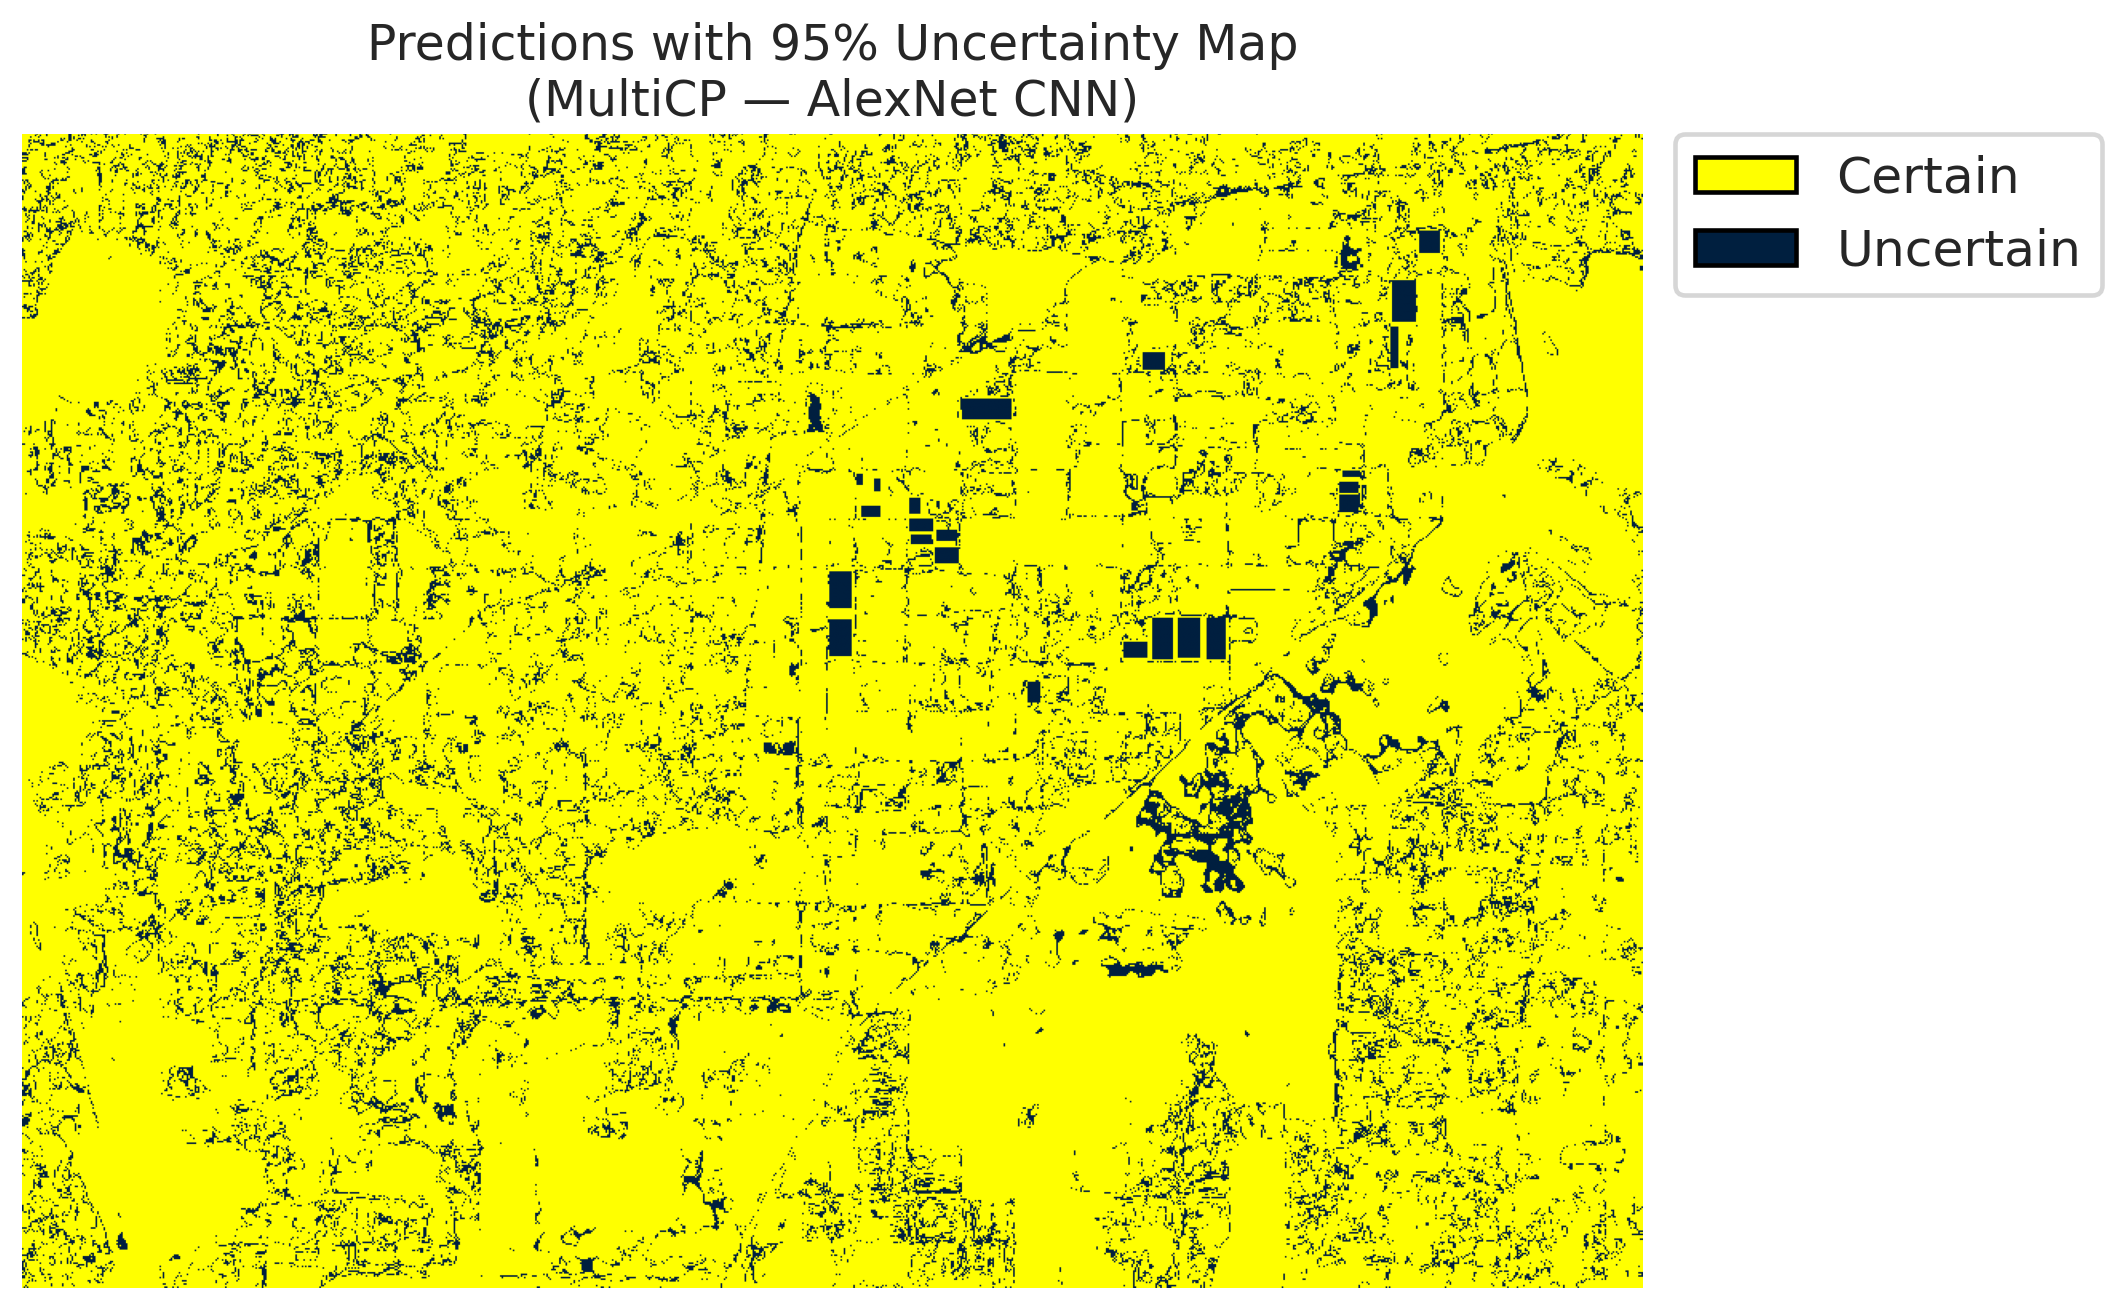 Predictions with 95% Uncertainty Map
(MultiCP — AlexNet CNN)
Certain
Uncertain